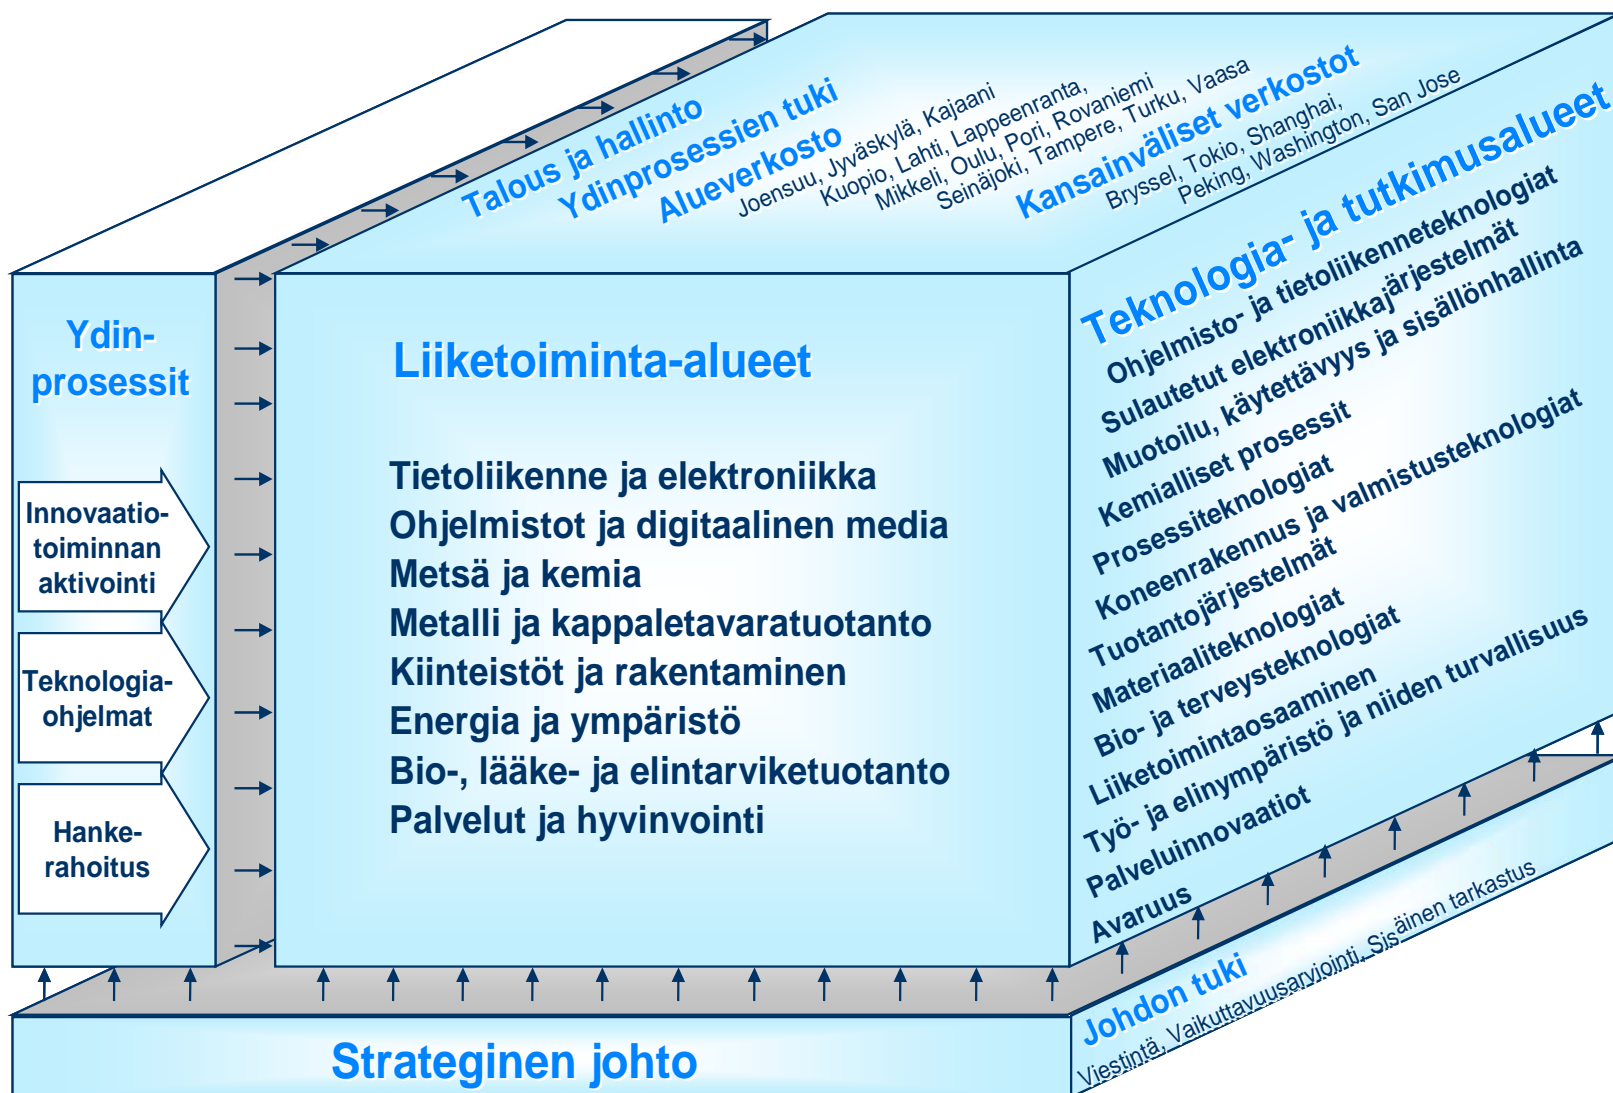 Talous ja hallinto
Ydinprosessien tuki
Alueverkosto
Joensuu, Jyväskylä, Kajaani
Kuopio, Lahti, Lappeenranta,
Mikkeli, Oulu, Pori, Rovaniemi
Seinäjoki, Tampere, Turku, Vaasa
Kansainväliset verkostot
Bryssel, Tokio, Shanghai,
Peking, Washington, San Jose
Ydin-
prosessit
Innovaatio-
toiminnan
aktivointi
Teknologia-
ohjelmat
Hanke-
rahoitus
Liiketoiminta-alueet
Tietoliikenne ja elektroniikka
Ohjelmistot ja digitaalinen media
Metsä ja kemia
Metalli ja kappaletavaratuotanto
Kiinteistöt ja rakentaminen
Energia ja ympäristö
Bio-, lääke- ja elintarviketuotanto
Palvelut ja hyvinvointi
Teknologia- ja tutkimusalueet
Ohjelmisto- ja tietoliikenneteknologiat
Sulautetut elektroniikkajärjestelmät
Muotoilu, käytettävyys ja sisällönhallinta
Kemialliset prosessit
Prosessiteknologiat
Koneenrakennus ja valmistusteknologiat
Tuotantojärjestelmät
Materiaaliteknologiat
Bio- ja terveysteknologiat
Liiketoimintaosaaminen
Työ- ja elinympäristö ja niiden turvallisuus
Palveluinnovaatiot
Avaruus
Johdon tuki
Viestintä, Vaikuttavuusarviointi, Sisäinen tarkastus
Strateginen johto